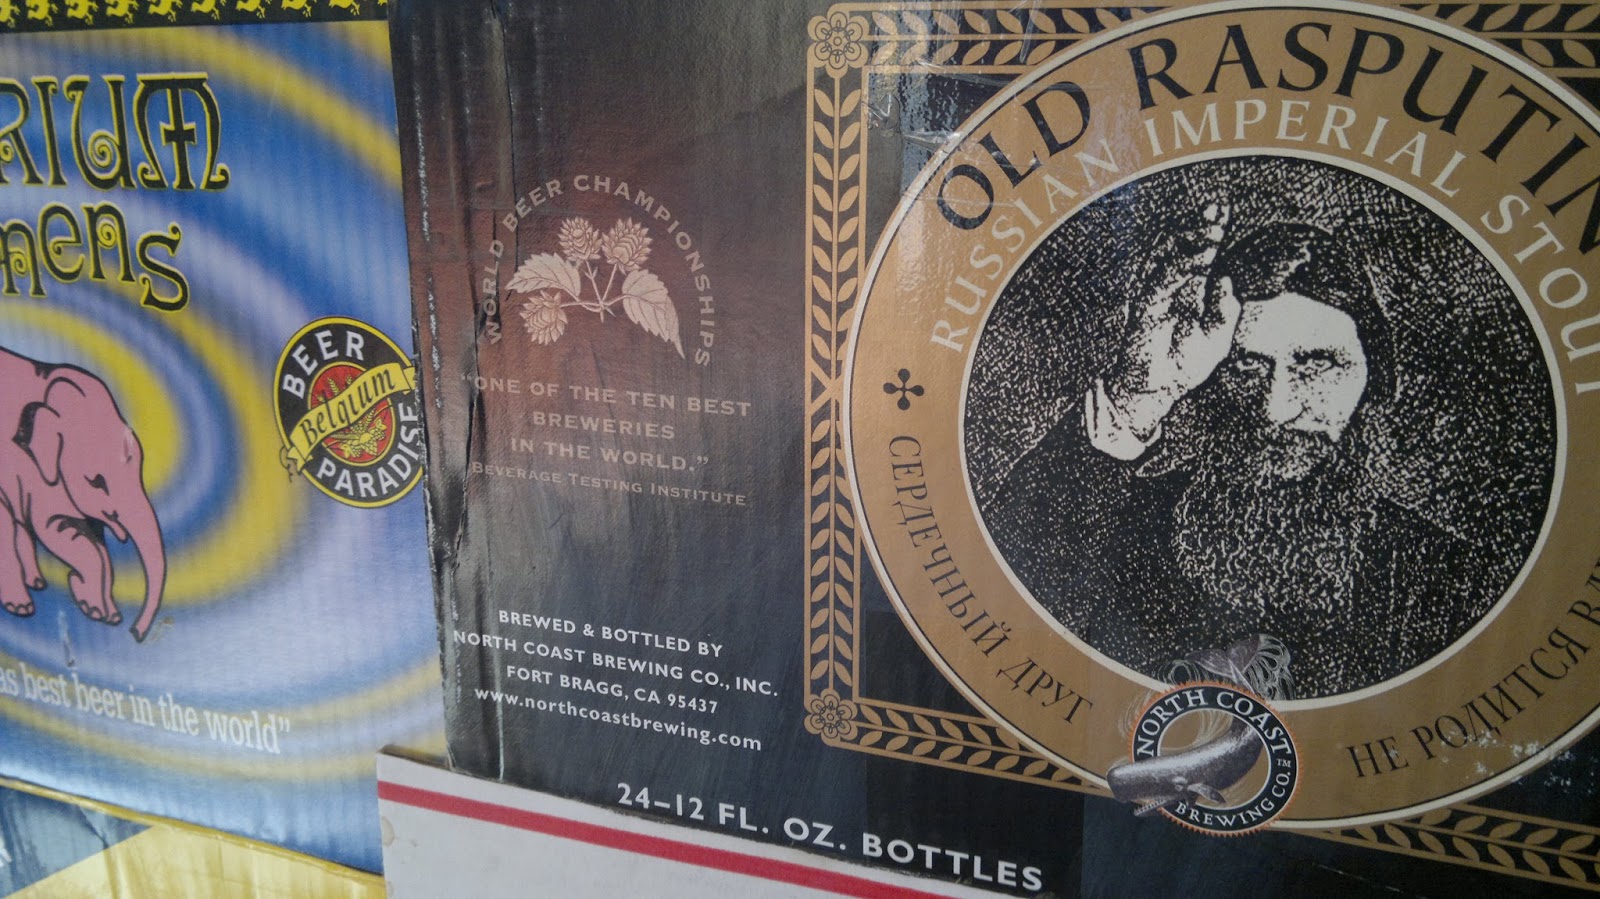 RIUM
mens
BEER
Belgium
PARADISE
as best beer in the world"
WORLD BEER CHAMPIONSHIPS
"ONE OF THE TEN BEST
BREWERIES
IN THE WORLD."
BEVERAGE TESTING INSTITUTE
BREWED & BOTTLED BY
NORTH COAST BREWING CO., INC.
FORT BRAGG, CA 95437
www.northcoastbrewing.com
24–12 FL. OZ. BOTTLES
OLD RASPUTIN
RUSSIAN IMPERIAL STOUT
СЕРДЕЧНЫЙ ДРУГ
НЕ РОДИТСЯ
NORTH COAST
BREWING CO.™